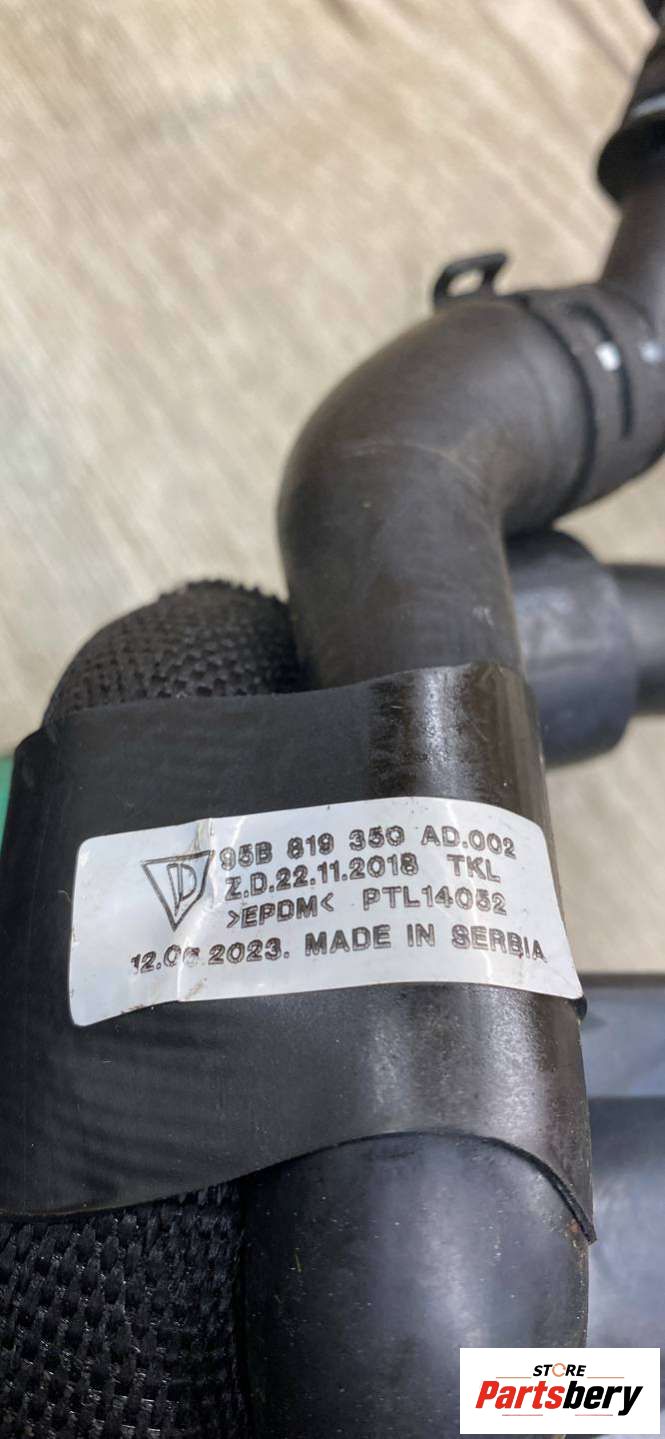 95B 819 350 AD.002
Z.D.22.11.2018 TKL
>EPDM< PTL14052
2023. MADE IN SERBIA
STORE
Partsbery